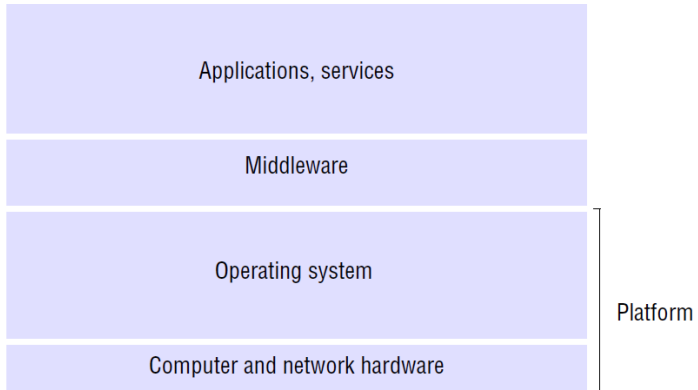 Applications, services
Middleware
Operating system
Platform
Computer and network hardware